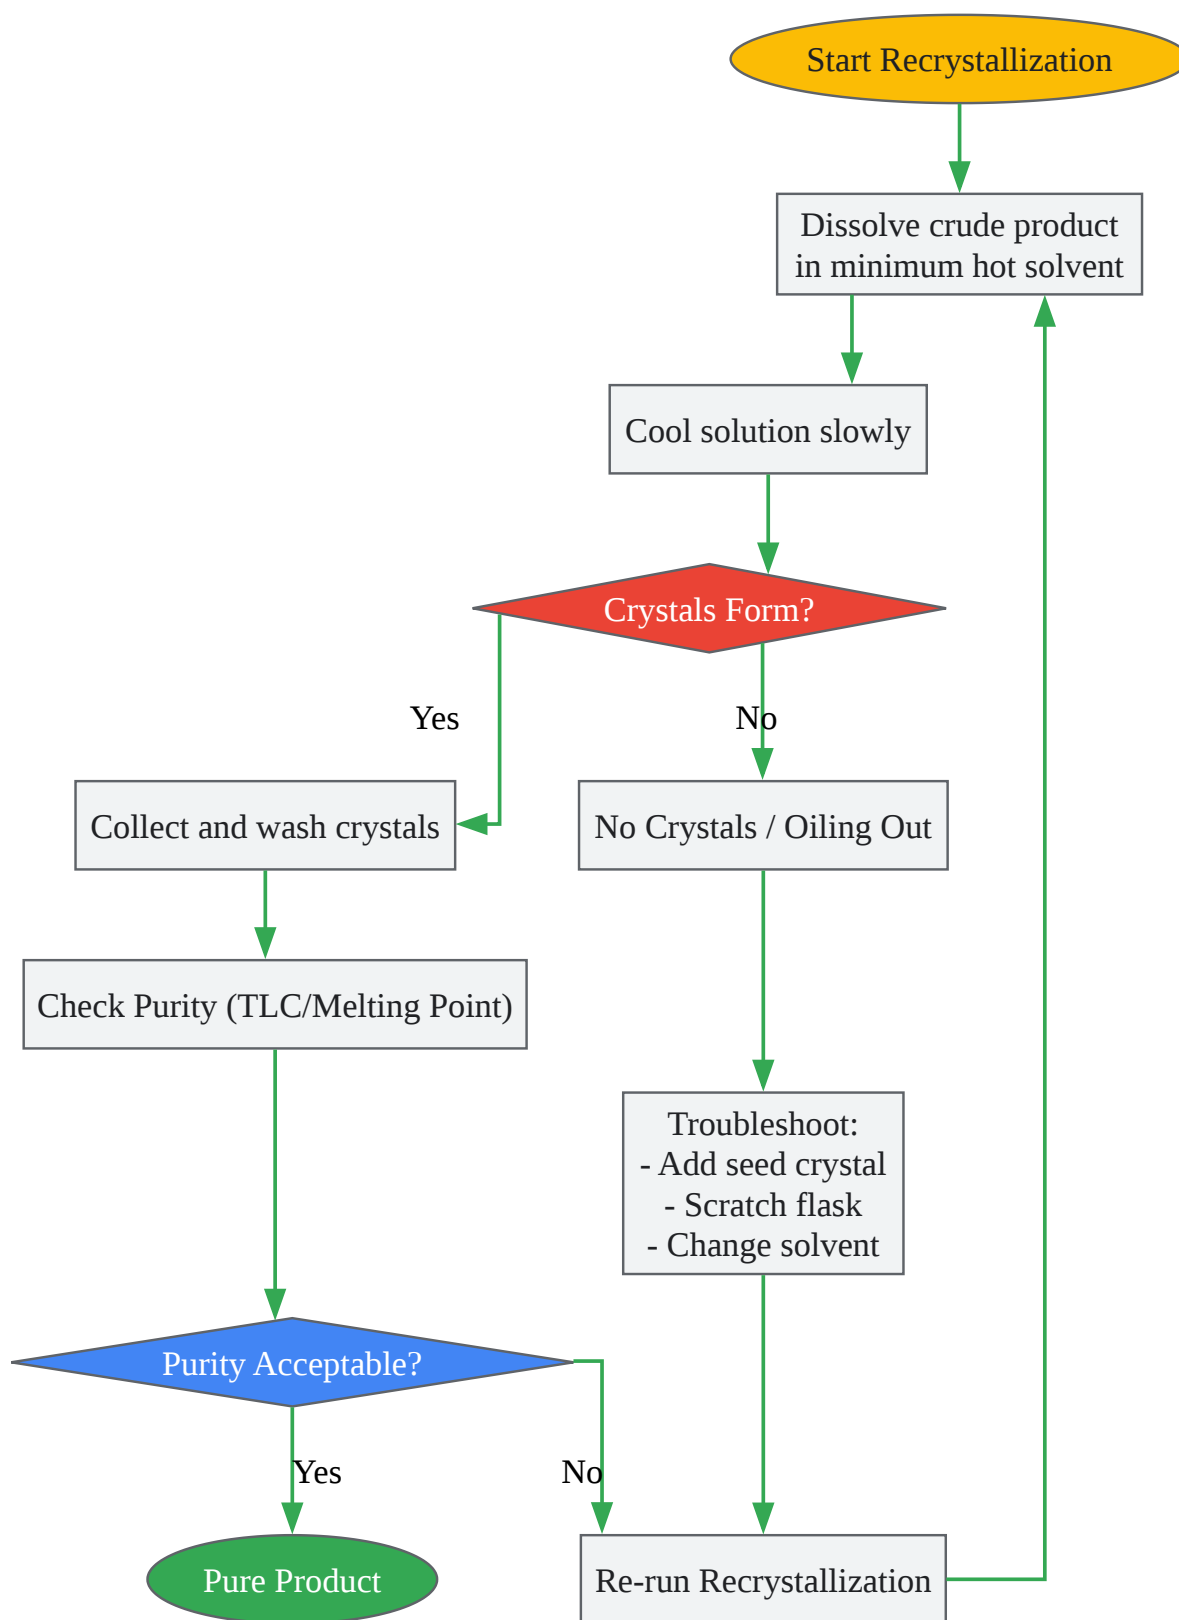 Start Recrystallization
Dissolve crude product
in minimum hot solvent
Cool solution slowly
Crystals Form?
Yes
No
Collect and wash crystals
No Crystals / Oiling Out
Check Purity (TLC/Melting Point)
Troubleshoot:
- Add seed crystal
- Scratch flask
- Change solvent
Purity Acceptable?
Yes
No
Pure Product
Re-run Recrystallization